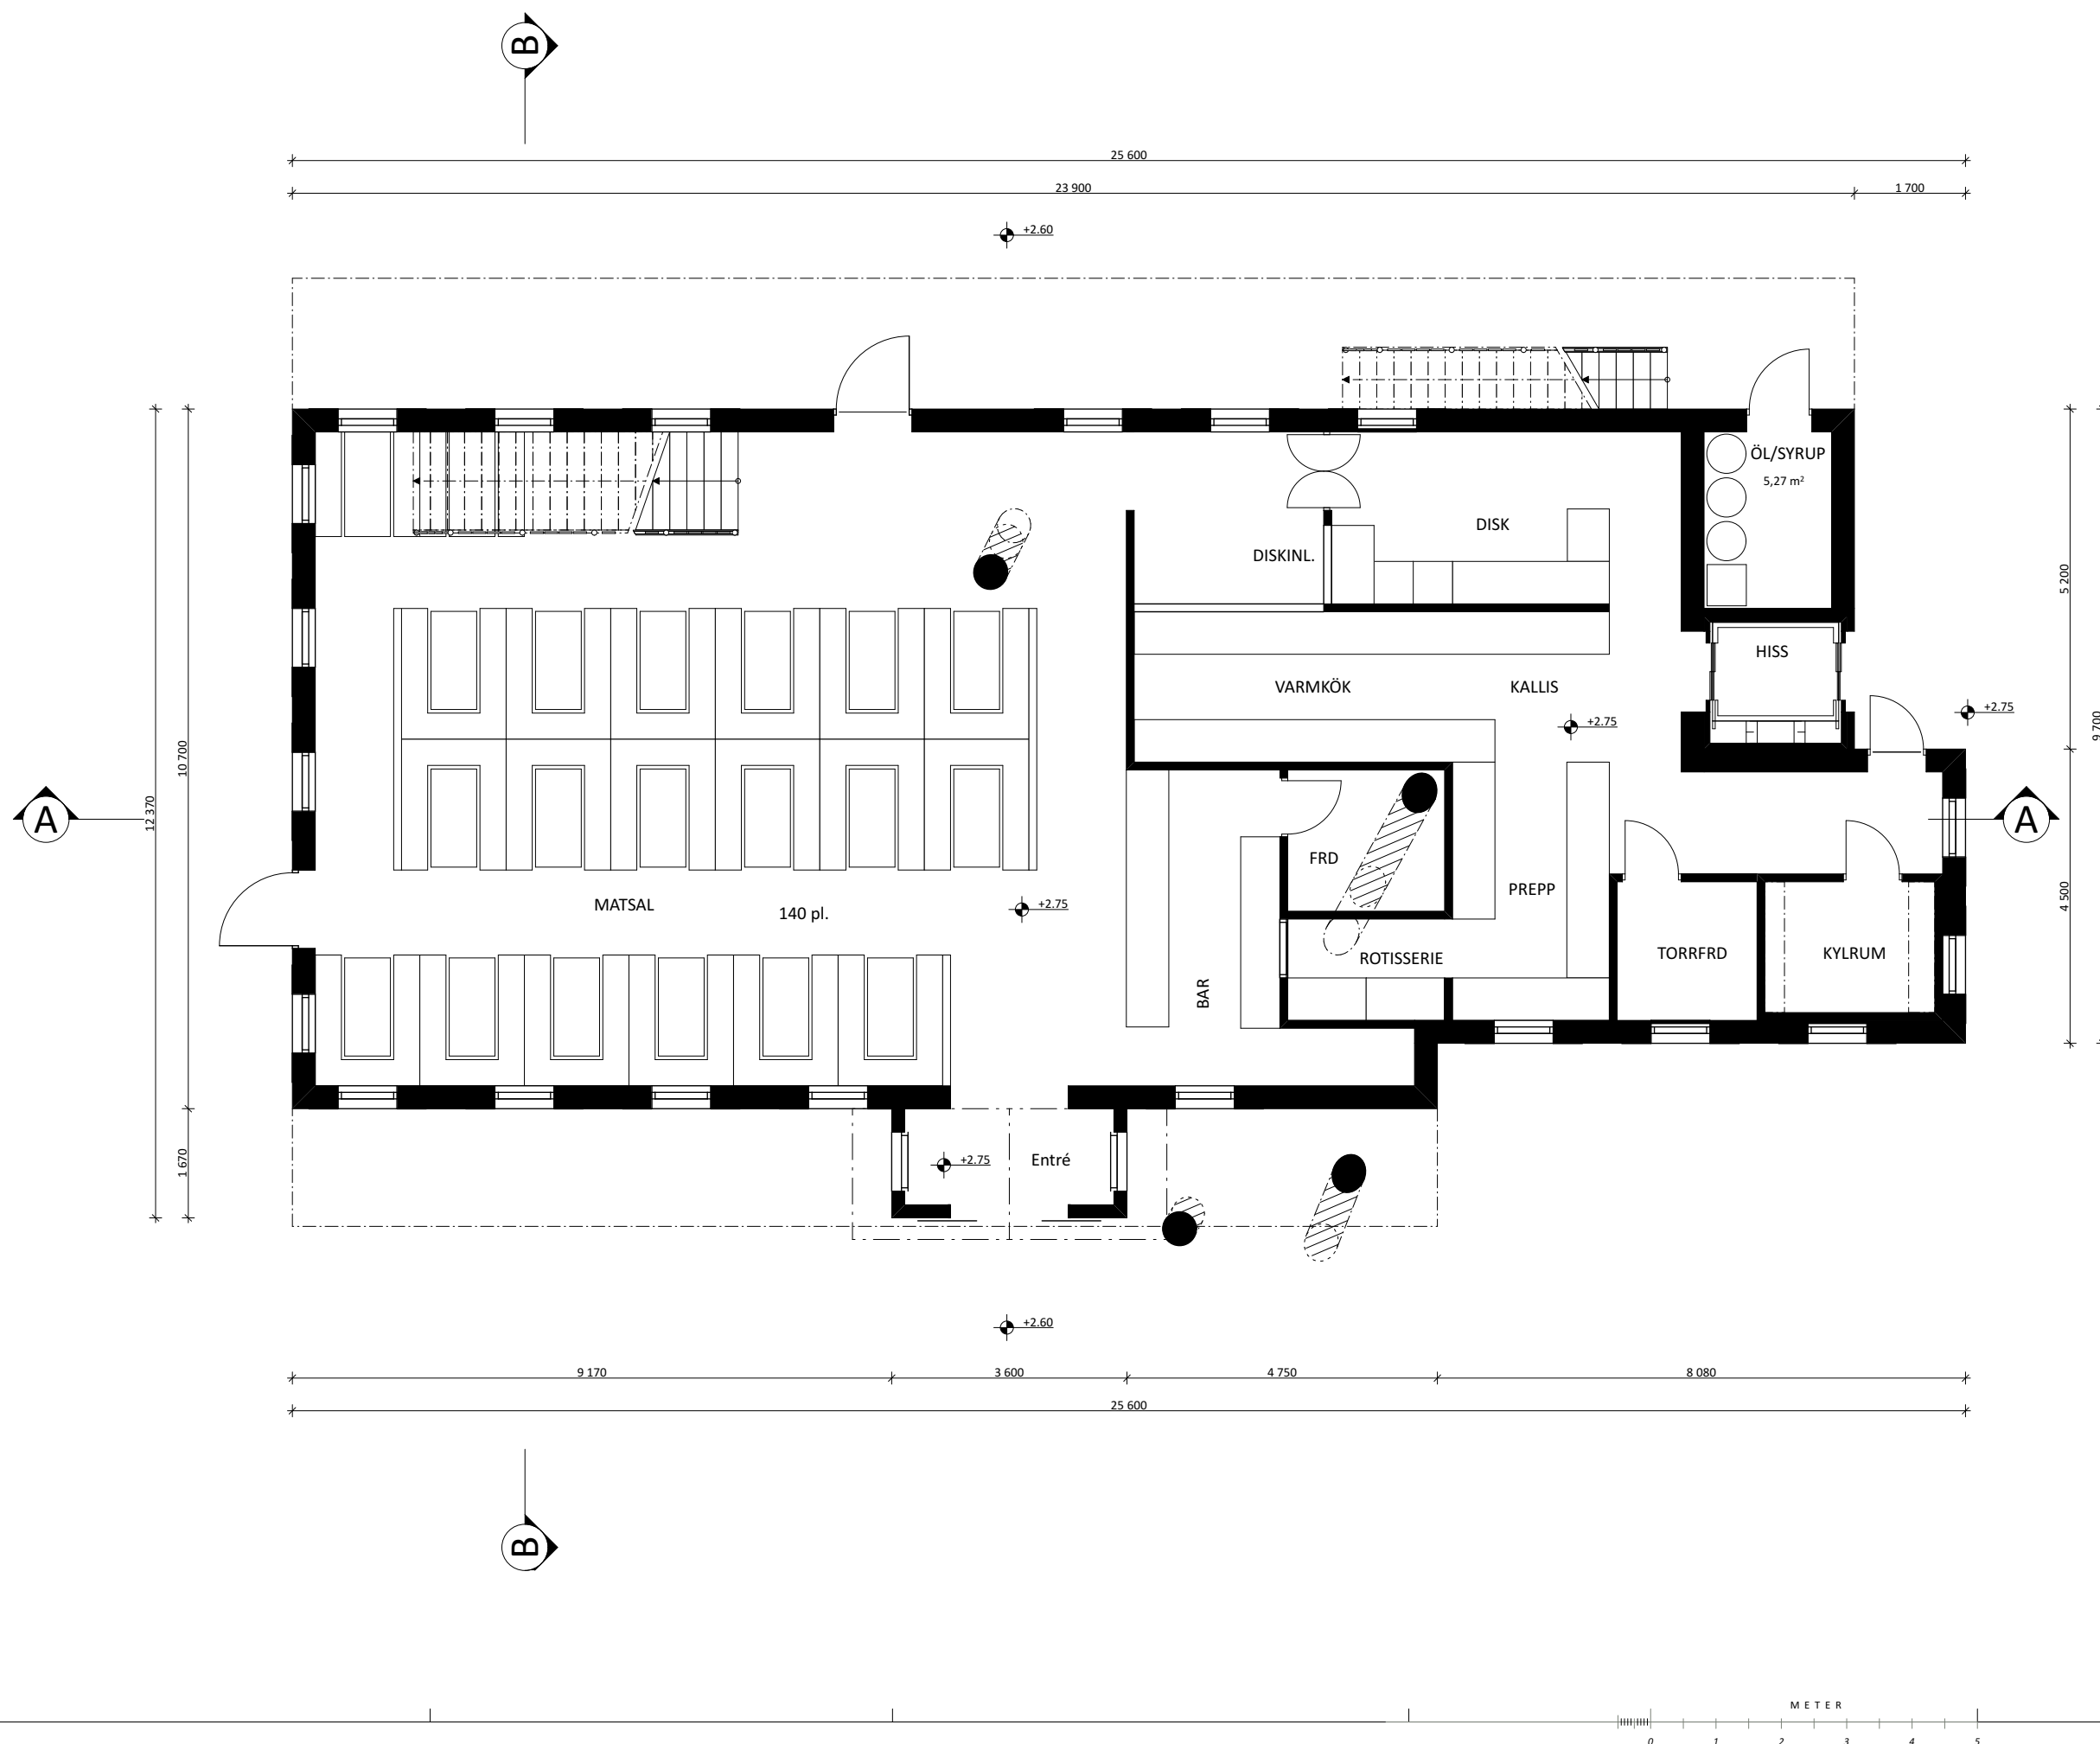 B
25 600
23 900
1 700
+2.60
ÖL/SYRUP
5,27 m²
DISK
DISKINL.
5 200
HISS
VARMKÖK
KALLIS
+2.75
+2.75
9 700
10 700
12 370
A
A
FRD
PREPP
4 500
MATSAL
140 pl.
+2.75
TORRFRD
KYLRUM
ROTISSERIE
BAR
1 670
+2.75
Entré
+2.60
9 170
3 600
4 750
8 080
25 600
B
METER
0 1 2 3 4 5